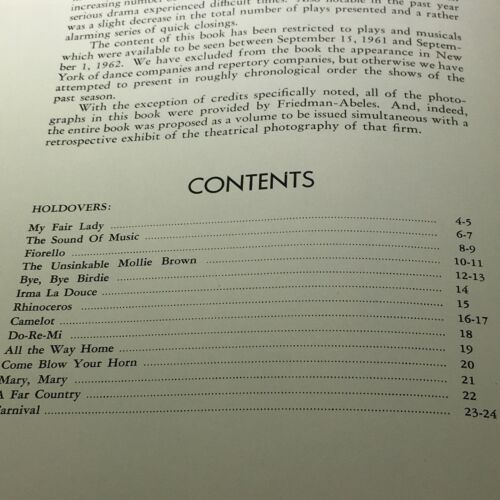 increasing number
serious drama experienced difficult times. Also notable in the past year
was a slight decrease in the total number of plays presented and a rather
alarming series of quick closings.
The content of this book has been restricted to plays and musicals
which were available to be seen between September 15, 1961 and Septem-
ber 1, 1962. We have excluded from the book the appearance in New
York of dance companies and repertory companies, but otherwise we have
attempted to present in roughly chronological order the shows of the
past season.
With the exception of credits specifically noted, all of the photo-
graphs in this book were provided by Friedman-Abeles. And, indeed,
the entire book was proposed as a volume to be issued simultaneous with a
retrospective exhibit of the theatrical photography of that firm.
CONTENTS
HOLDOVERS:
My Fair Lady 4-5
The Sound Of Music 6-7
Fiorello 8-9
The Unsinkable Mollie Brown 10-11
Bye, Bye Birdie 12-13
Irma La Douce 14
Rhinoceros 15
Camelot 16-17
Do-Re-Mi 18
All the Way Home 19
Come Blow Your Horn 20
Mary, Mary 21
A Far Country 22
arnival 23-24